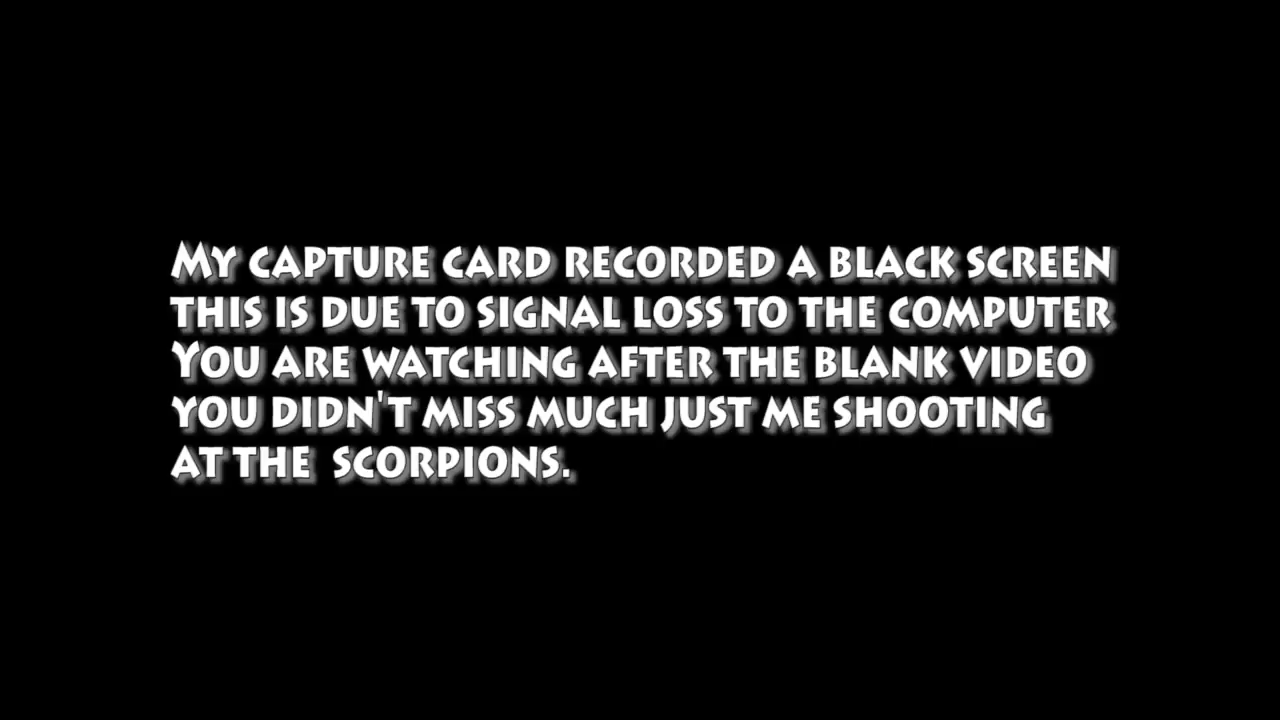 My capture card recorded a black screen
this is due to signal loss to the computer
You are watching after the blank video
you didn't miss much just me shooting
at the scorpions.